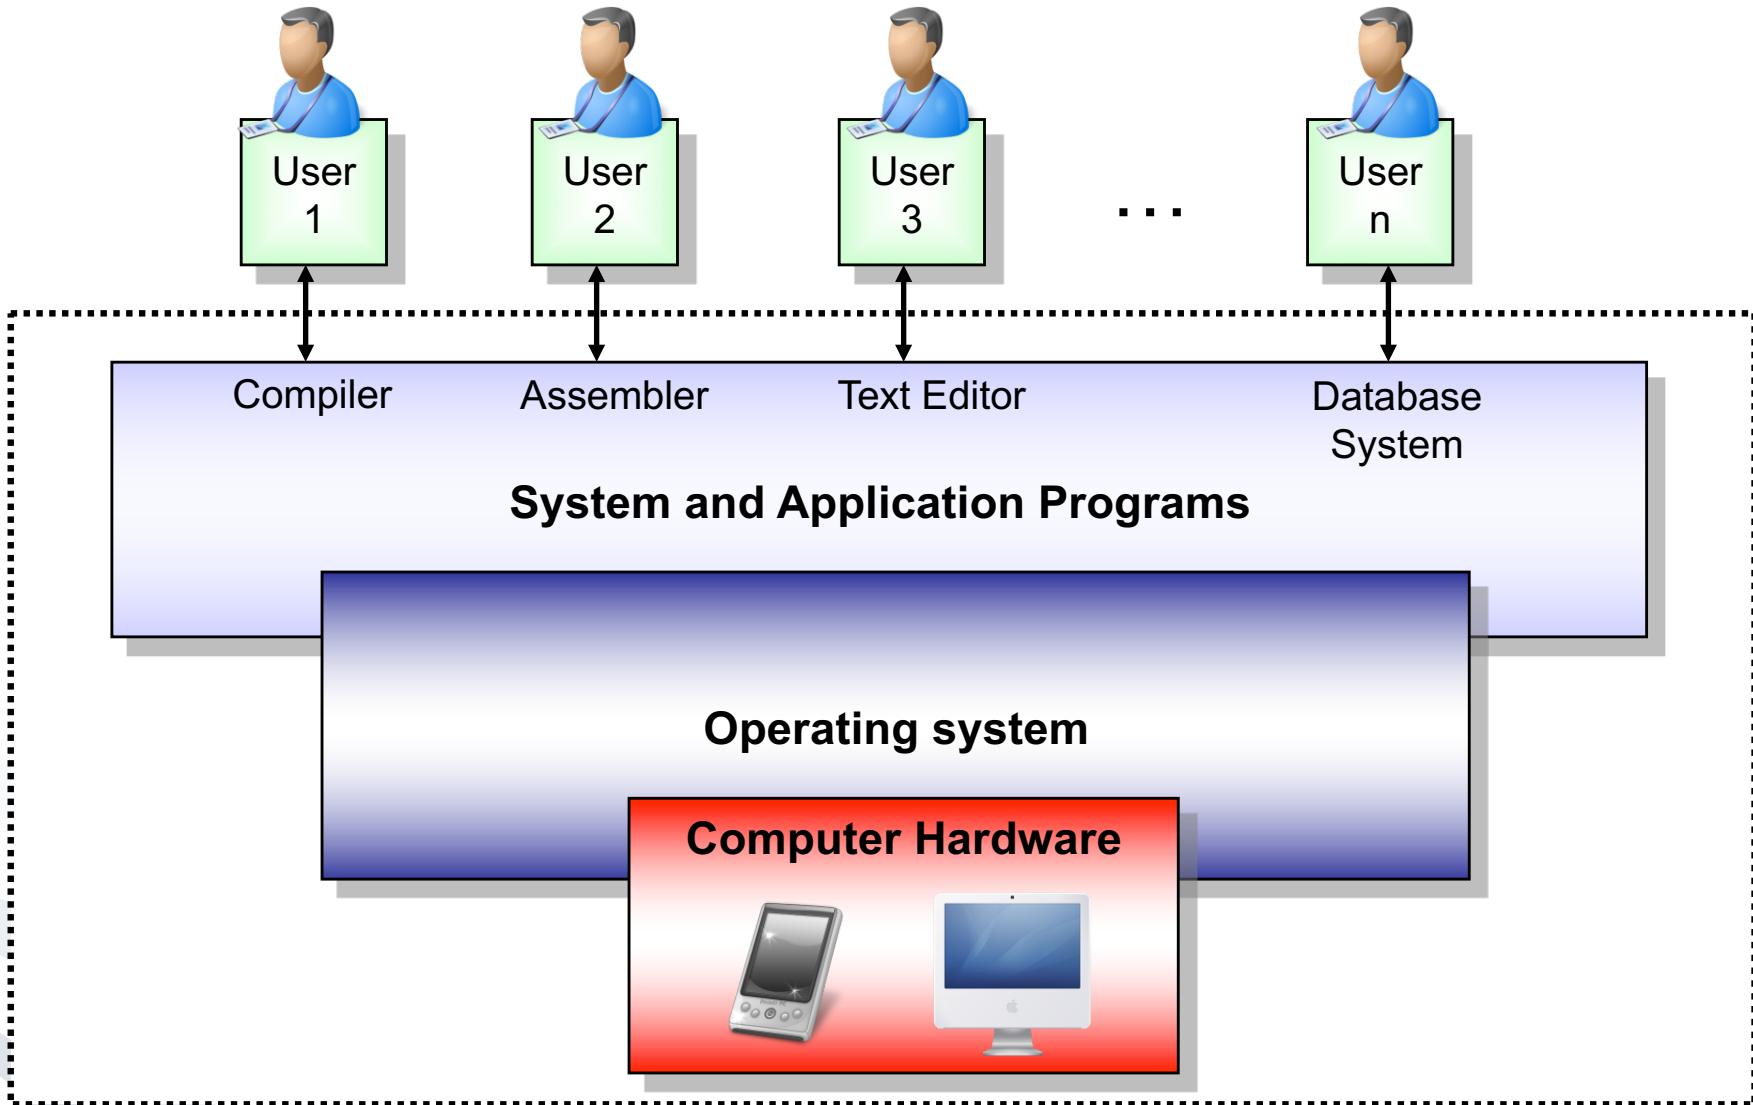 User
1
User
2
User
3
...
User
n
Compiler
Assembler
Text Editor
Database
System
System and Application Programs
Operating system
Computer Hardware